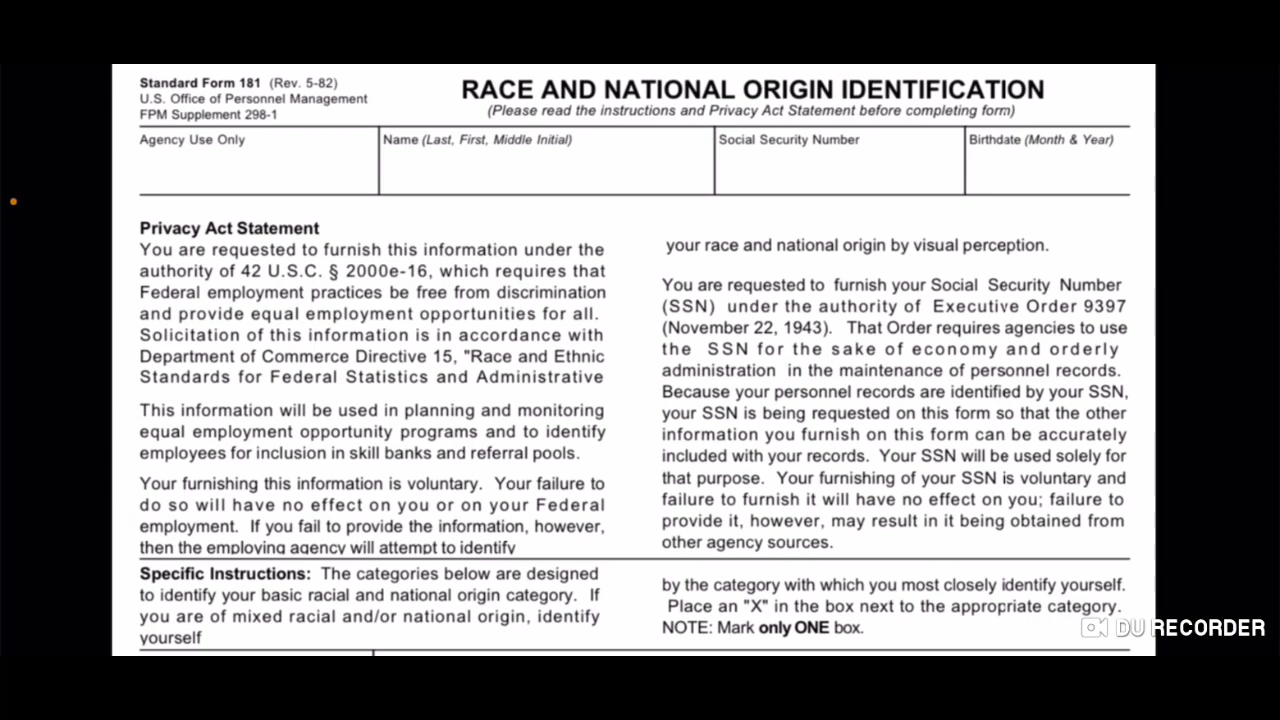 Standard Form 181 (Rev. 5-82)
U.S. Office of Personnel Management
FPM Supplement 298-1
RACE AND NATIONAL ORIGIN IDENTIFICATION
(Please read the instructions and Privacy Act Statement before completing form)
Agency Use Only
Name (Last, First, Middle Initial)
Social Security Number
Birthdate (Month & Year)
Privacy Act Statement
You are requested to furnish this information under the
authority of 42 U.S.C. § 2000e-16, which requires that
Federal employment practices be free from discrimination
and provide equal employment opportunities for all.
Solicitation of this information is in accordance with
Department of Commerce Directive 15, "Race and Ethnic
Standards for Federal Statistics and Administrative
This information will be used in planning and monitoring
equal employment opportunity programs and to identify
employees for inclusion in skill banks and referral pools.
Your furnishing this information is voluntary. Your failure to
do so will have no effect on you or on your Federal
employment. If you fail to provide the information, however,
then the employing agency will attempt to identify
your race and national origin by visual perception.
You are requested to furnish your Social Security Number
(SSN) under the authority of Executive Order 9397
(November 22, 1943). That Order requires agencies to use
the SSN for the sake of economy and orderly
administration in the maintenance of personnel records.
Because your personnel records are identified by your SSN,
your SSN is being requested on this form so that the other
information you furnish on this form can be accurately
included with your records. Your SSN will be used solely for
that purpose. Your furnishing of your SSN is voluntary and
failure to furnish it will have no effect on you; failure to
provide it, however, may result in it being obtained from
other agency sources.
Specific Instructions: The categories below are designed
to identify your basic racial and national origin category. If
you are of mixed racial and/or national origin, identify
yourself
by the category with which you most closely identify yourself.
Place an "X" in the box next to the appropriate category.
NOTE: Mark only ONE box.
DU RECORDER